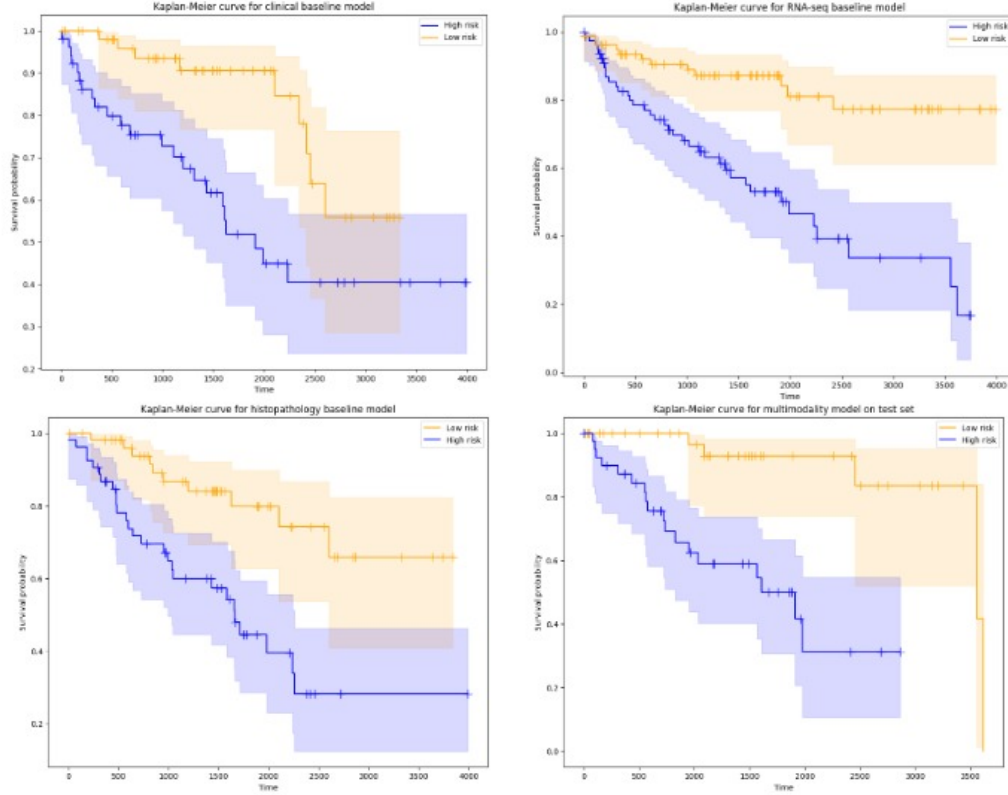 Kaplan-Meier curve for clinical baseline model
High risk
Low risk
Survival probability
1.0
0.9
0.8
0.7
0.6
0.5
0.4
0.3
0.2
0 500 1000 1500 2000 2500 3000 3500 4000
Time
Kaplan-Meier curve for RNA-seq baseline model
High risk
Low risk
Survival probability
1.0
0.8
0.6
0.4
0.2
0.0
0 500 1000 1500 2000 2500 3000 3500 4000
Time
Kaplan-Meier curve for histopathology baseline model
Low risk
High risk
Survival probability
1.0
0.8
0.6
0.4
0.2
0 500 1000 1500 2000 2500 3000 3500 4000
Time
Kaplan-Meier curve for multimodality model on test set
Low risk
High risk
Survival probability
1.0
0.8
0.6
0.4
0.2
0.0
0 500 1000 1500 2000 2500 3000 3500
Time